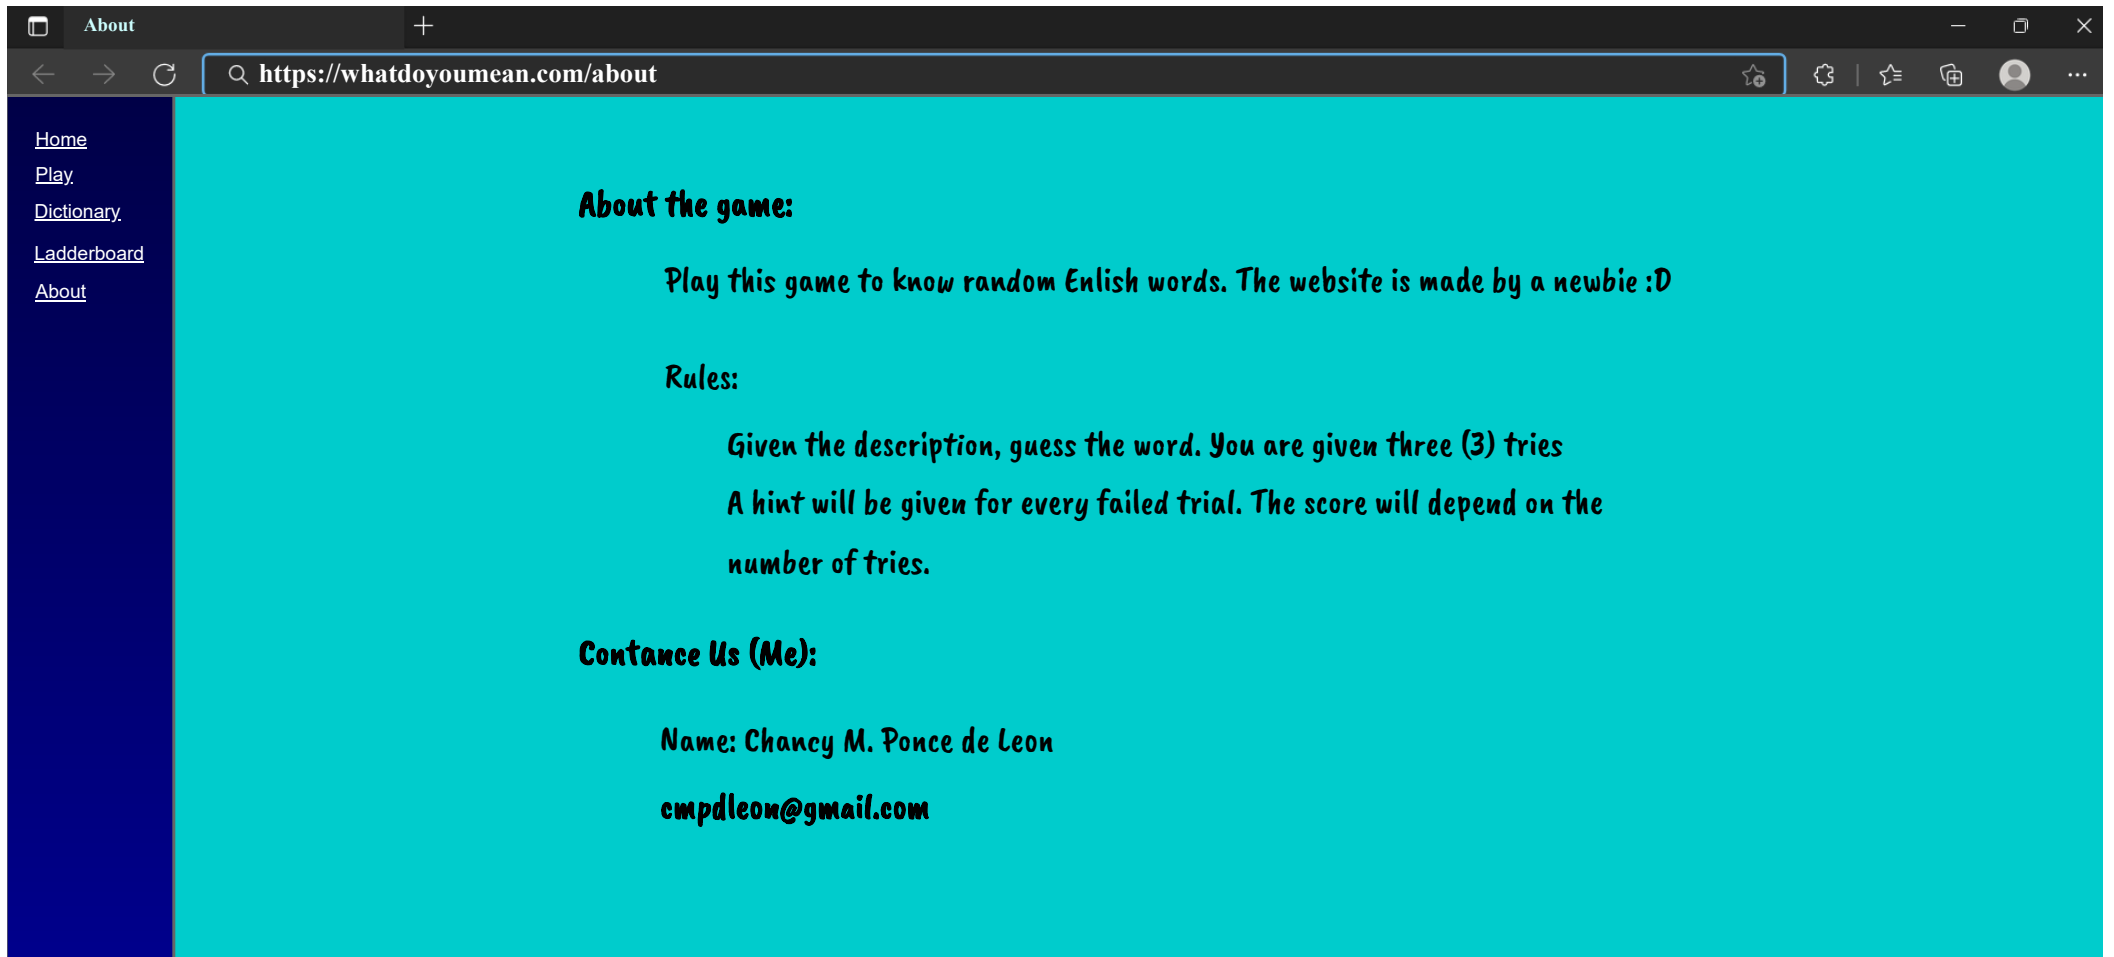 About
https://whatdoyoumean.com/about
Home
Play
Dictionary
Ladderboard
About
About the game:
Play this game to know random Enlish words. The website is made by a newbie :D
Rules:
Given the description, guess the word. You are given three (3) tries
A hint will be given for every failed trial. The score will depend on the
number of tries.
Contance Us (Me):
Name: Chancy M. Ponce de Leon
cmpdleon@gmail.com